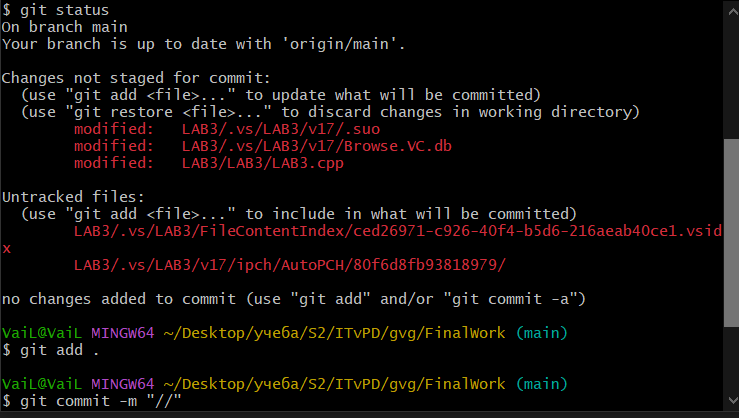 $ git status
On branch main
Your branch is up to date with 'origin/main'.
Changes not staged for commit:
(use "git add <file>..." to update what will be committed)
(use "git restore <file>..." to discard changes in working directory)
modified: LAB3/.vs/LAB3/v17/.suo
modified: LAB3/.vs/LAB3/v17/Browse.VC.db
modified: LAB3/LAB3/LAB3.cpp
Untracked files:
(use "git add <file>..." to include in what will be committed)
LAB3/.vs/LAB3/FileContentIndex/ced26971-c926-40f4-b5d6-216aeab40ce1.vsid
x
LAB3/.vs/LAB3/v17/ipch/AutoPCH/80f6d8fb93818979/
no changes added to commit (use "git add" and/or "git commit -a")
VaiL@VaiL MINGW64 ~/Desktop/учеба/S2/ITvPD/gvg/FinalWork (main)
$ git add .
VaiL@VaiL MINGW64 ~/Desktop/учеба/S2/ITvPD/gvg/FinalWork (main)
$ git commit -m "//"